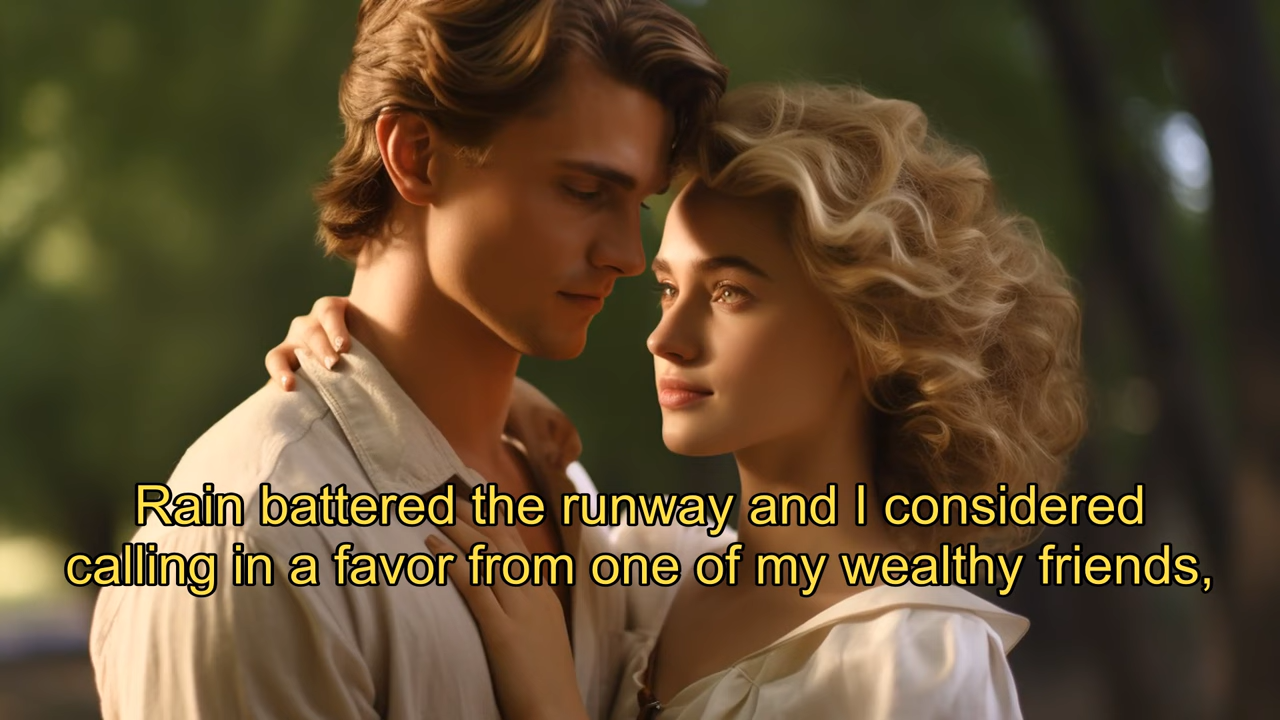 Rain battered the runway and I considered
calling in a favor from one of my wealthy friends,